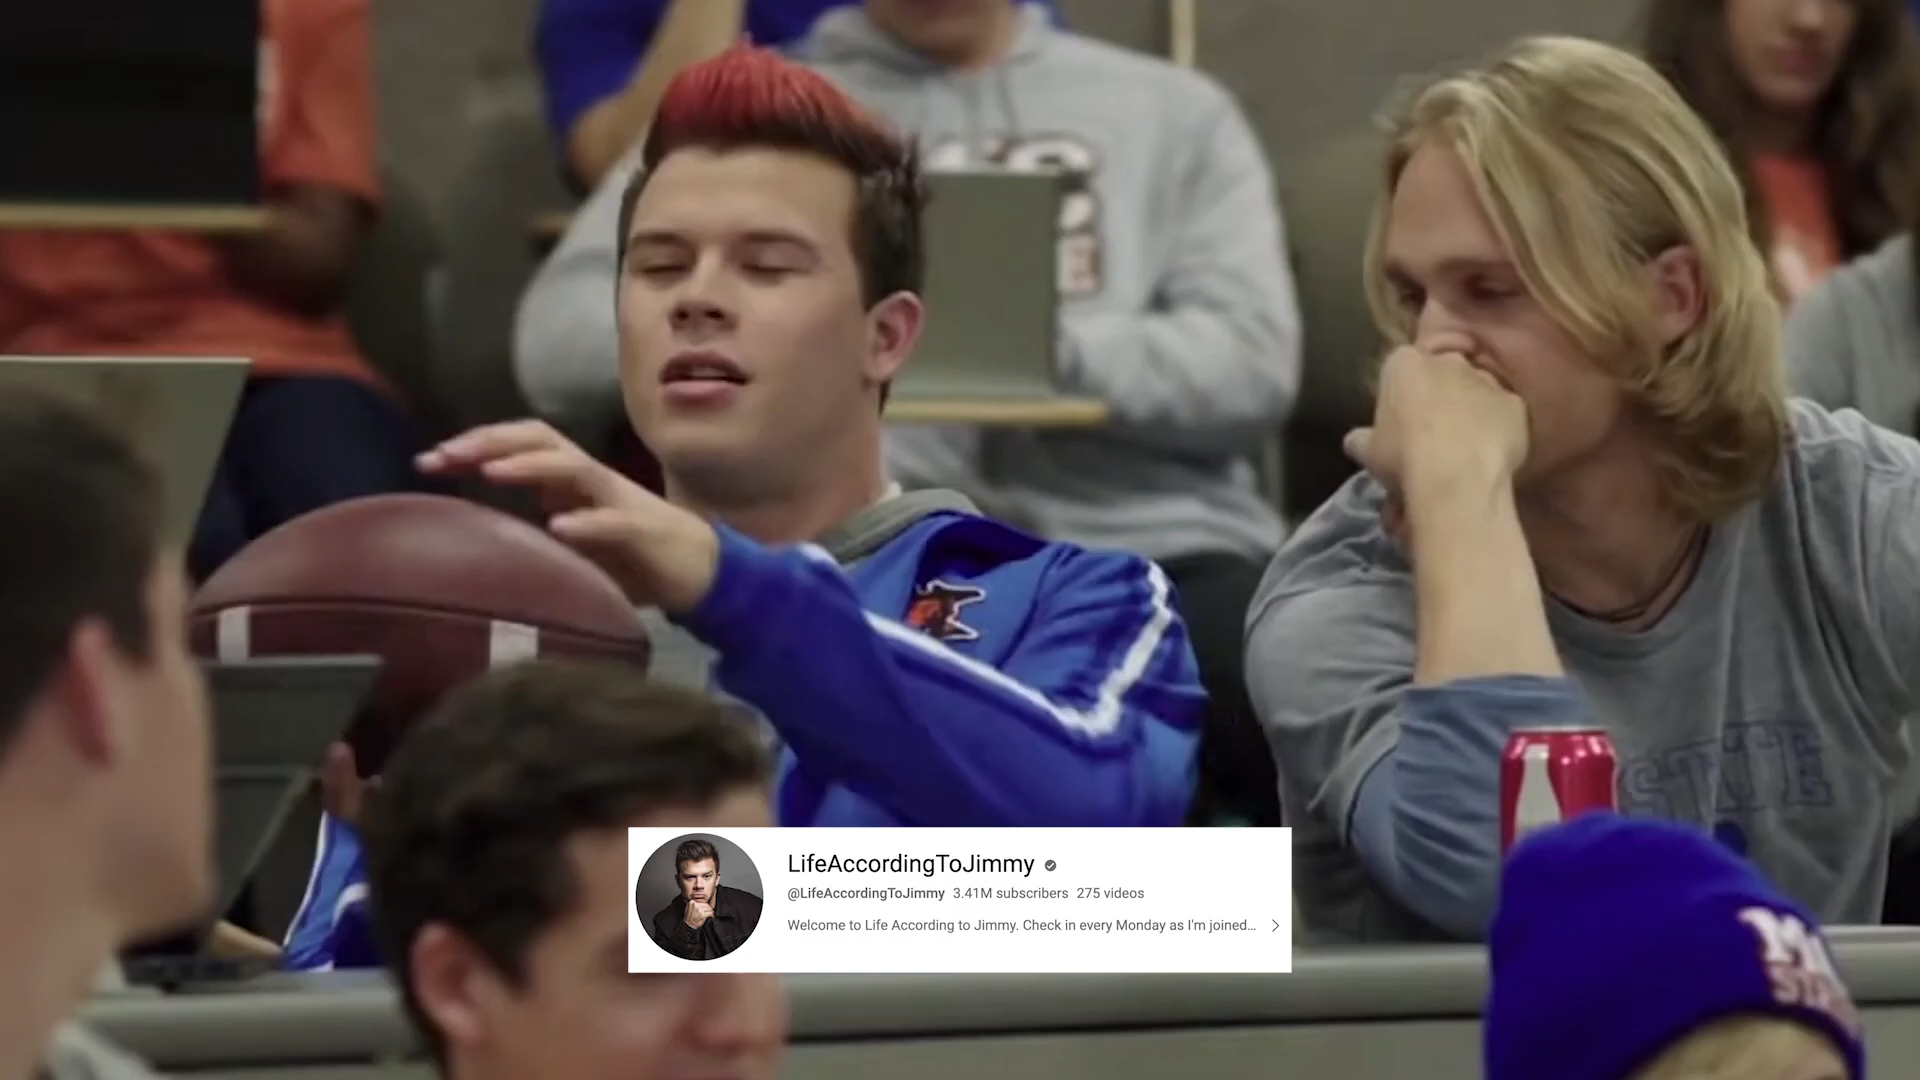 STATE
LifeAccordingToJimmy
@LifeAccordingToJimmy 3.41M subscribers 275 videos
Welcome to Life According to Jimmy. Check in every Monday as I'm joined...